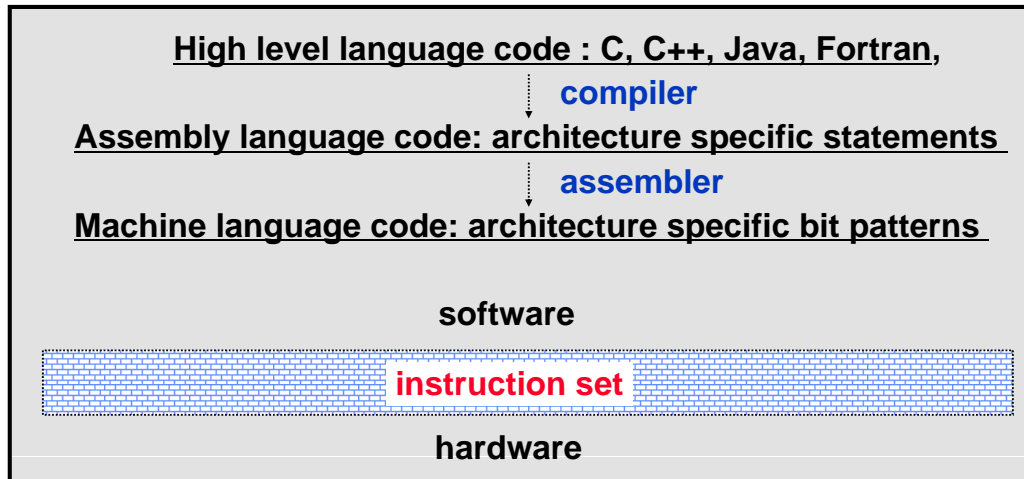 High level language code : C, C++, Java, Fortran,
compiler
Assembly language code: architecture specific statements
assembler
Machine language code: architecture specific bit patterns
software
instruction set
hardware